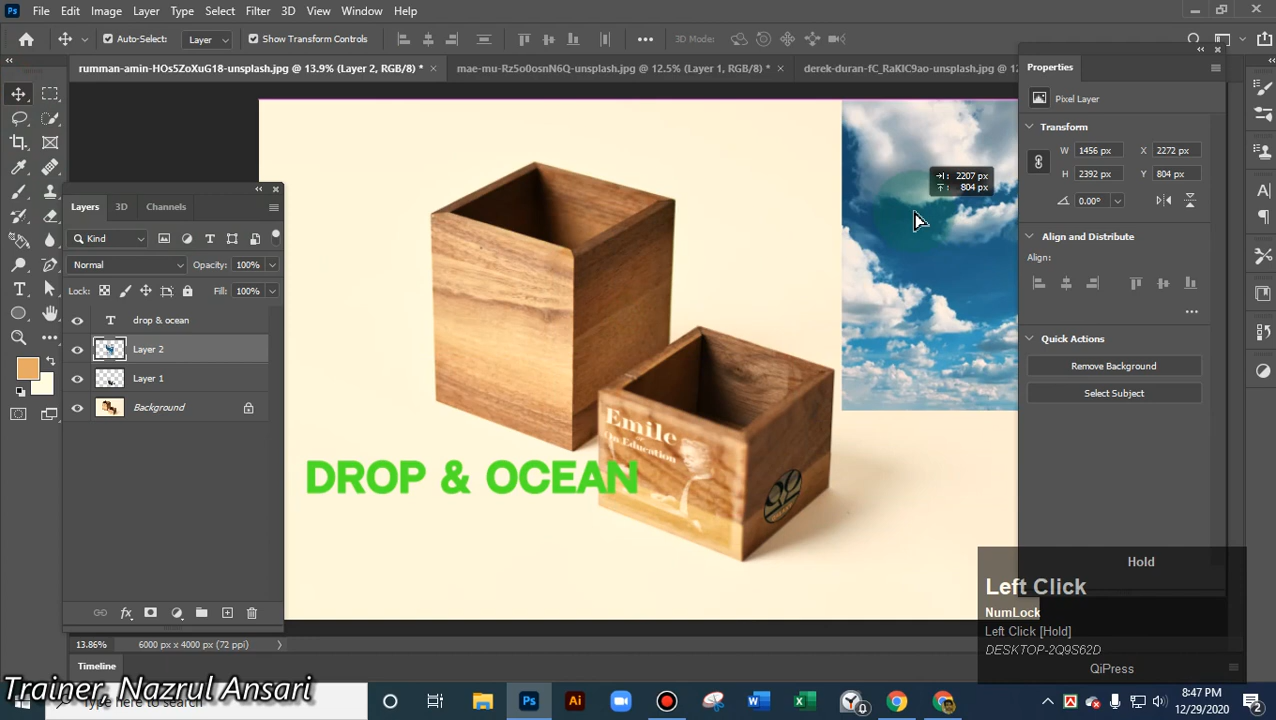 Ps File Edit Image Layer Type Select Filter 3D View Window Help
Auto-Select: Layer Show Transform Controls 3D Mode:
rumman-amin-HOs5ZoXuG18-unsplash.jpg @ 13.9% (Layer 2, RGB/8) * × mae-mu-Rz5o0osnN6Q-unsplash.jpg @ 12.5% (Layer 1, RGB/8) * × derek-duran-fC_RaKlC9ao-unsplash.jpg @ 12
Properties
Pixel Layer
Transform
W 1456 px X 2272 px
H 2392 px Y 804 px
0.00°
Align and Distribute
Align:
Quick Actions
Remove Background
Select Subject
2207 px
804 px
Layers 3D Channels
Kind
Normal Opacity: 100%
Lock: Fill: 100%
drop & ocean
Layer 2
Layer 1
Background
Emile
On Education
DROP & OCEAN
Hold
Left Click
NumLock
Left Click [Hold]
DESKTOP-2Q9S62D
QiPress
13.86% 6000 px x 4000 px (72 ppi)
Timeline
Trainer, Nazrul Ansari
Type here to search
8:47 PM
12/29/2020